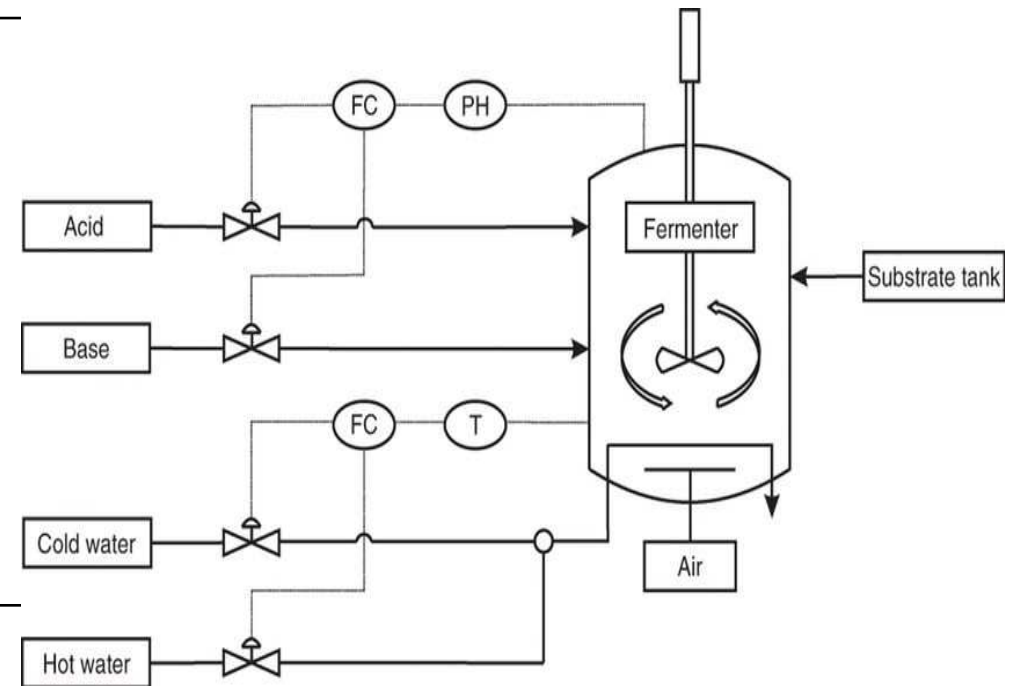 FC
PH
Acid
Fermenter
Substrate tank
Base
FC
T
Cold water
Air
Hot water